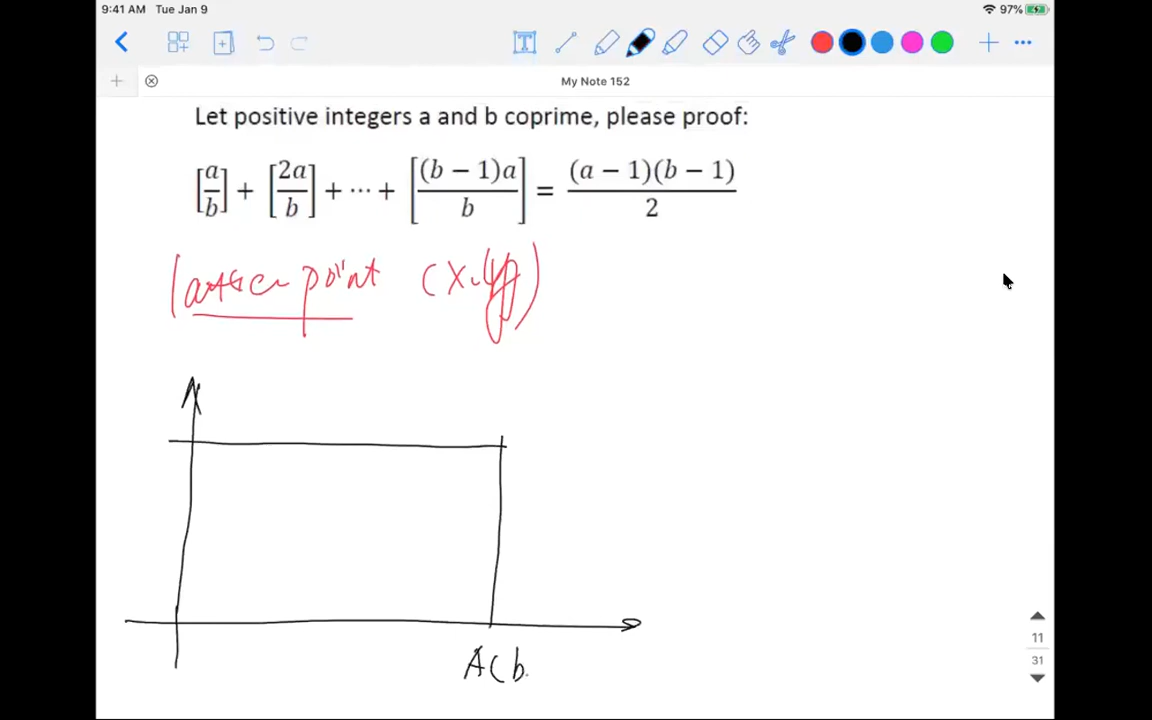 9:41 AM Tue Jan 9
97%
My Note 152
Let positive integers a and b coprime, please proof:
[a/b] + [2a/b] + ··· + [(b − 1)a/b] = (a − 1)(b − 1)/2
lattice point (x,y)
A(b
11
31